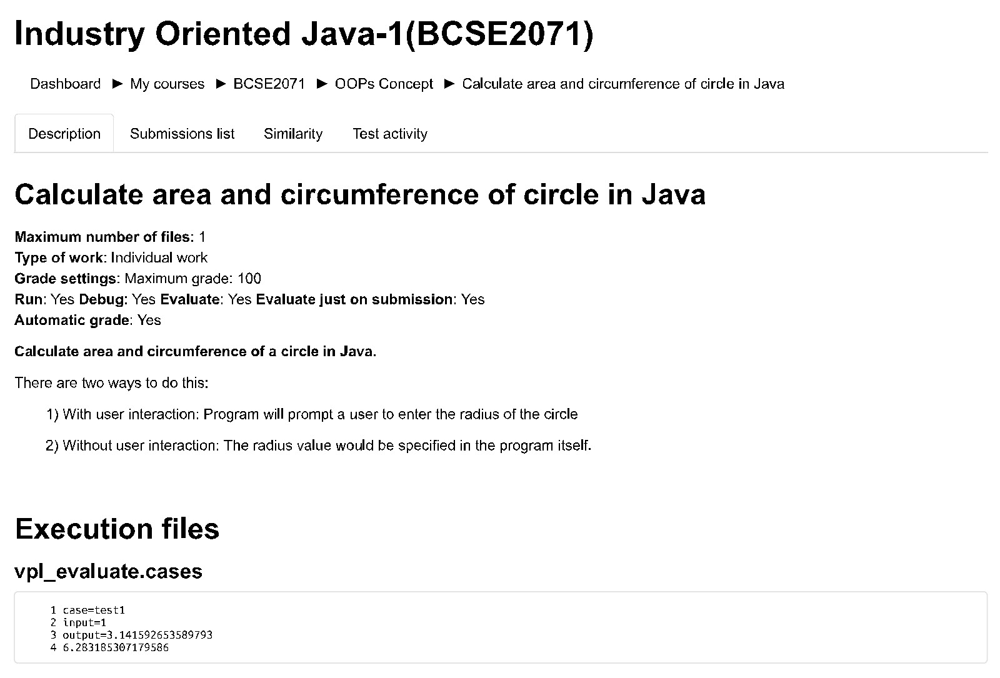 Industry Oriented Java-1(BCSE2071)
Dashboard ► My courses ► BCSE2071 ► OOPs Concept ► Calculate area and circumference of circle in Java
Description Submissions list Similarity Test activity
Calculate area and circumference of circle in Java
Maximum number of files: 1
Type of work: Individual work
Grade settings: Maximum grade: 100
Run: Yes Debug: Yes Evaluate: Yes Evaluate just on submission: Yes
Automatic grade: Yes
Calculate area and circumference of a circle in Java.
There are two ways to do this:
1) With user interaction: Program will prompt a user to enter the radius of the circle
2) Without user interaction: The radius value would be specified in the program itself.
Execution files
vpl_evaluate.cases
1 case=test1
2 input=1
3 output=3.141592653589793
4 6.283185307179586